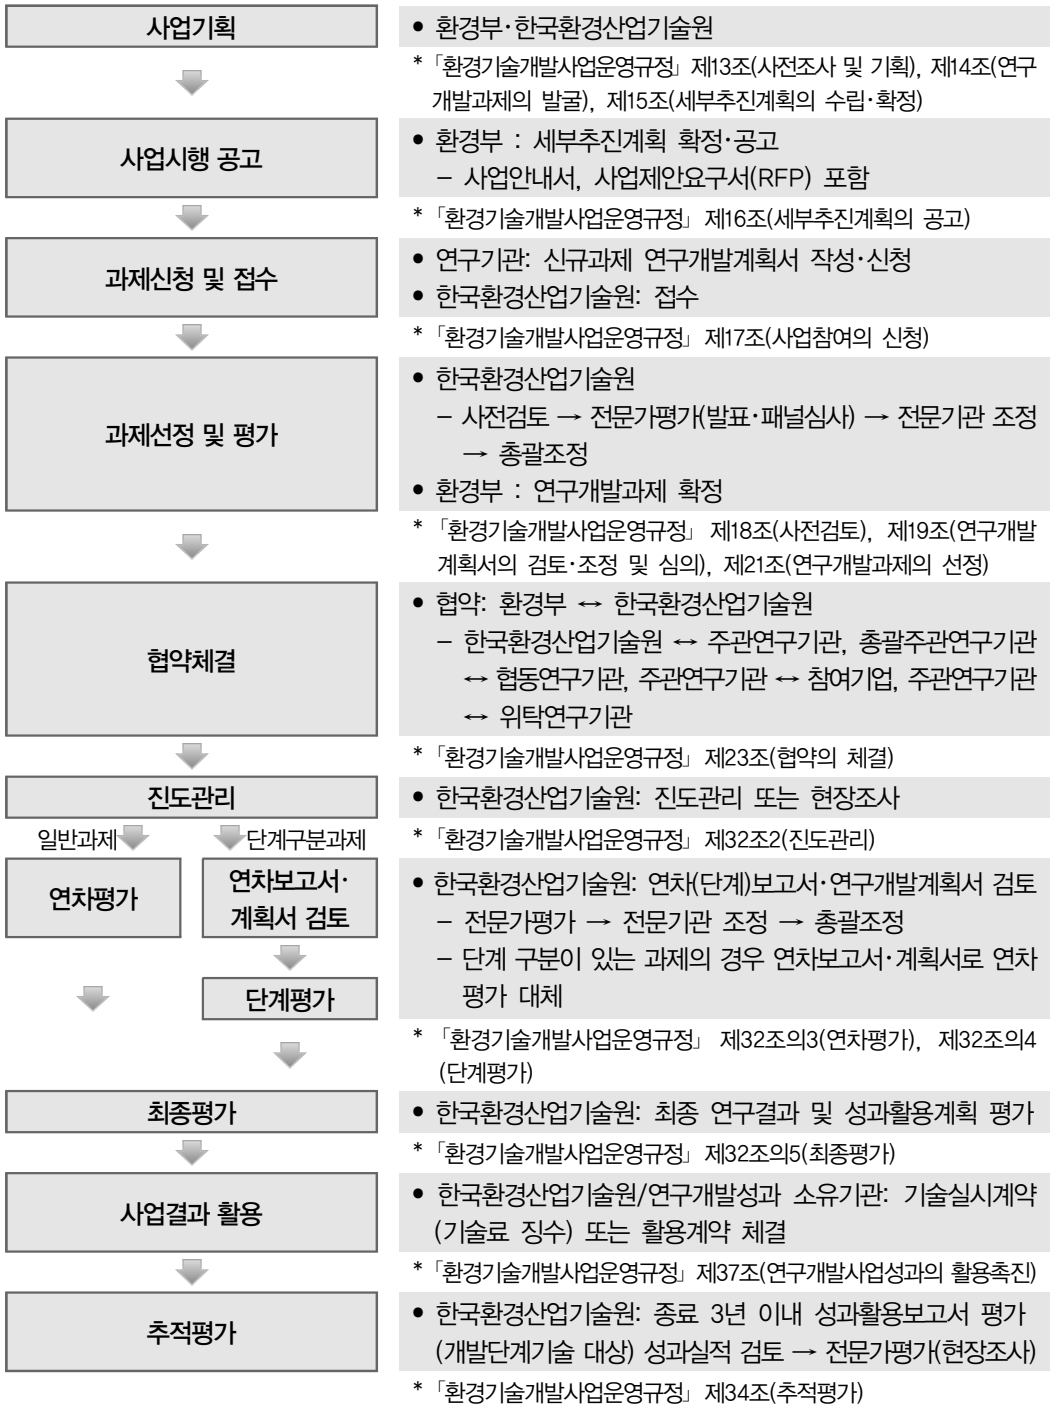 사업기획
• 환경부·한국환경산업기술원
* 「환경기술개발사업운영규정」 제13조(사전조사 및 기획), 제14조(연구
개발과제의 발굴), 제15조(세부추진계획의 수립·확정)
사업시행 공고
• 환경부 : 세부추진계획 확정·공고
– 사업안내서, 사업제안요구서(RFP) 포함
* 「환경기술개발사업운영규정」 제16조(세부추진계획의 공고)
과제신청 및 접수
• 연구기관: 신규과제 연구개발계획서 작성·신청
• 한국환경산업기술원: 접수
* 「환경기술개발사업운영규정」 제17조(사업참여의 신청)
과제선정 및 평가
• 한국환경산업기술원
– 사전검토 → 전문가평가(발표·패널심사) → 전문기관 조정
→ 총괄조정
• 환경부 : 연구개발과제 확정
* 「환경기술개발사업운영규정」 제18조(사전검토), 제19조(연구개발
계획서의 검토·조정 및 심의), 제21조(연구개발과제의 선정)
협약체결
• 협약: 환경부 ↔ 한국환경산업기술원
– 한국환경산업기술원 ↔ 주관연구기관, 총괄주관연구기관
↔ 협동연구기관, 주관연구기관 ↔ 참여기업, 주관연구기관
↔ 위탁연구기관
* 「환경기술개발사업운영규정」 제23조(협약의 체결)
진도관리
• 한국환경산업기술원: 진도관리 또는 현장조사
일반과제 단계구분과제
* 「환경기술개발사업운영규정」 제32조2(진도관리)
연차평가
연차보고서·
계획서 검토
• 한국환경산업기술원: 연차(단계)보고서·연구개발계획서 검토
– 전문가평가 → 전문기관 조정 → 총괄조정
– 단계 구분이 있는 과제의 경우 연차보고서·계획서로 연차
평가 대체
단계평가
* 「환경기술개발사업운영규정」 제32조의3(연차평가), 제32조의4
(단계평가)
최종평가
• 한국환경산업기술원: 최종 연구결과 및 성과활용계획 평가
* 「환경기술개발사업운영규정」 제32조의5(최종평가)
사업결과 활용
• 한국환경산업기술원/연구개발성과 소유기관: 기술실시계약
(기술료 징수) 또는 활용계약 체결
* 「환경기술개발사업운영규정」 제37조(연구개발사업성과의 활용촉진)
추적평가
• 한국환경산업기술원: 종료 3년 이내 성과활용보고서 평가
(개발단계기술 대상) 성과실적 검토 → 전문가평가(현장조사)
* 「환경기술개발사업운영규정」 제34조(추적평가)